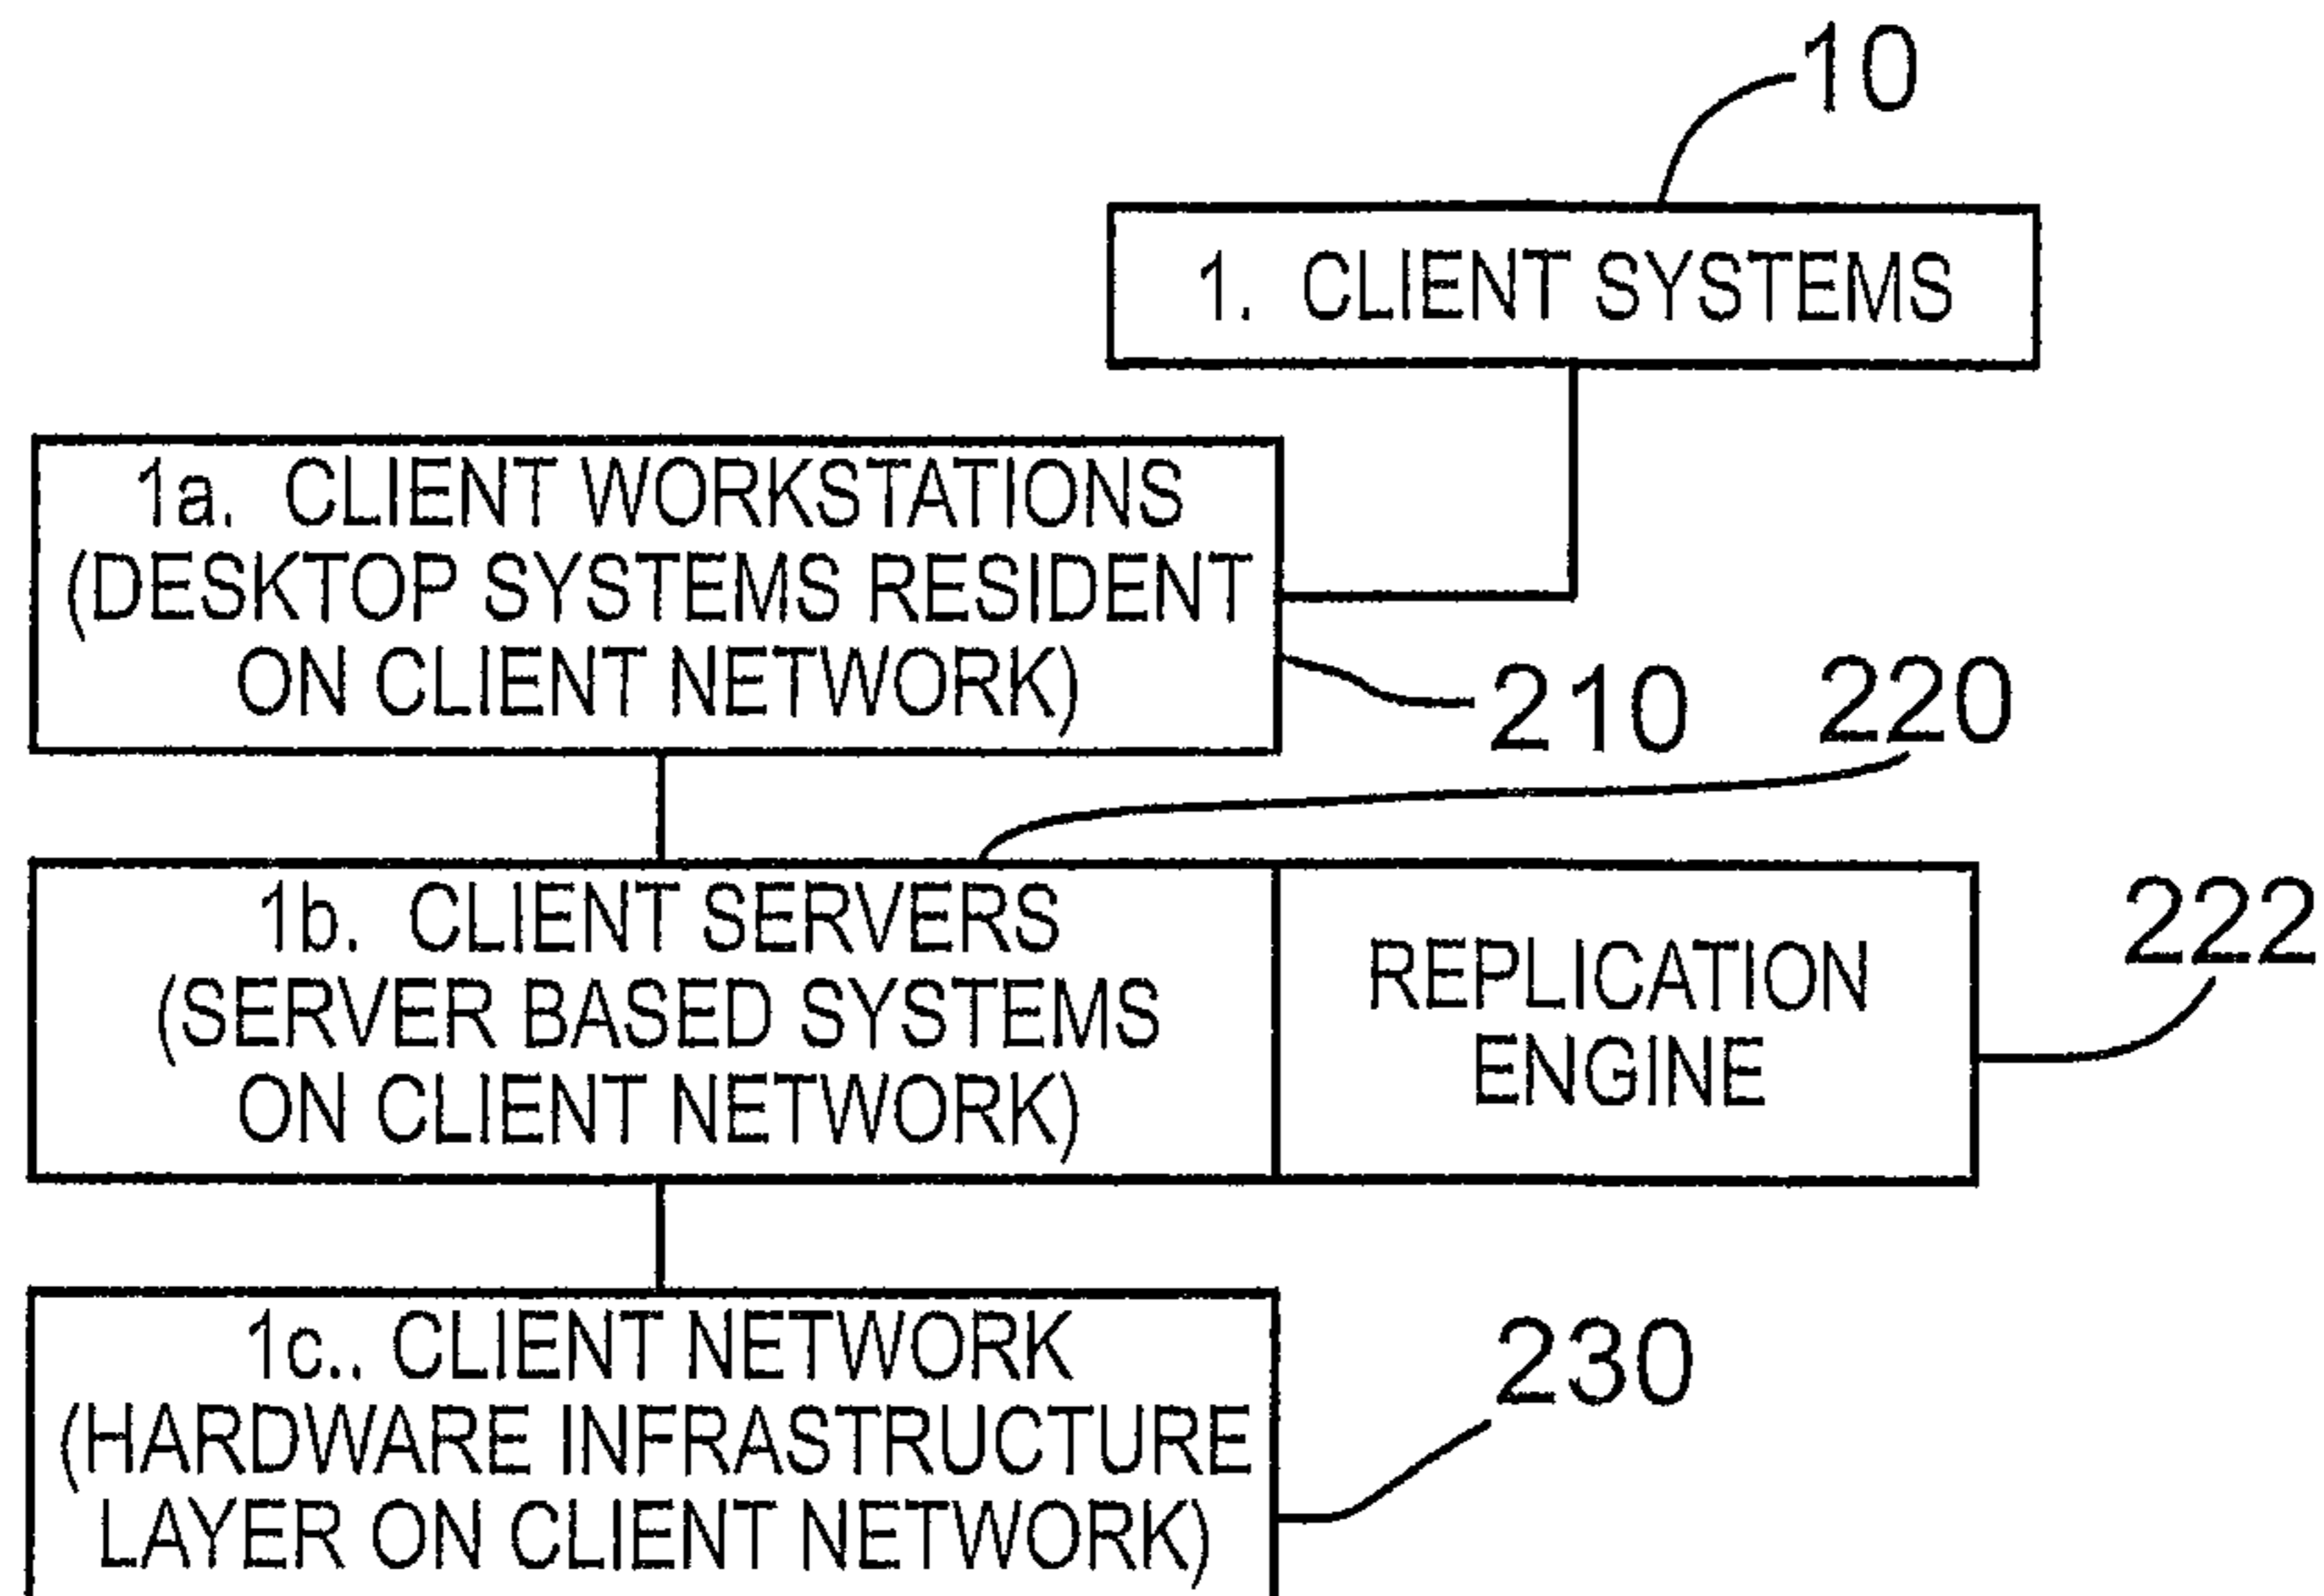 10
1. CLIENT SYSTEMS
1a. CLIENT WORKSTATIONS
(DESKTOP SYSTEMS RESIDENT
ON CLIENT NETWORK)
210
220
1b. CLIENT SERVERS
(SERVER BASED SYSTEMS
ON CLIENT NETWORK)
REPLICATION
ENGINE
222
1c.. CLIENT NETWORK
(HARDWARE INFRASTRUCTURE
LAYER ON CLIENT NETWORK)
230